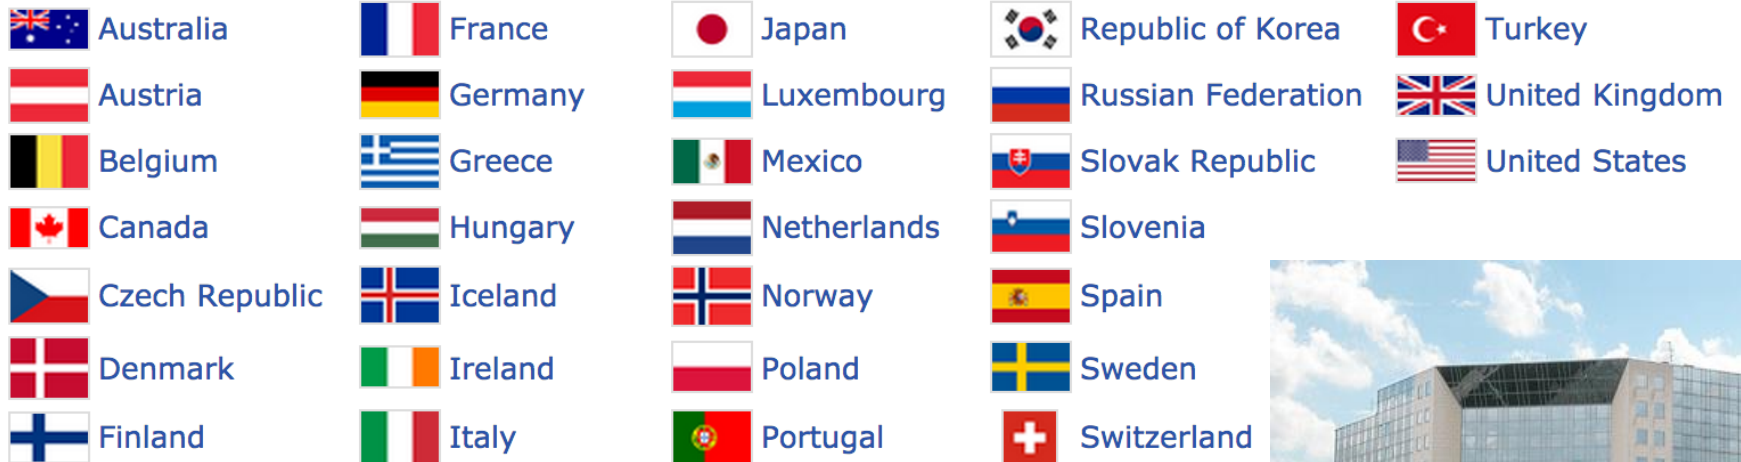 Australia
Austria
Belgium
Canada
Czech Republic
Denmark
Finland
France
Germany
Greece
Hungary
Iceland
Ireland
Italy
Japan
Luxembourg
Mexico
Netherlands
Norway
Poland
Portugal
Republic of Korea
Russian Federation
Slovak Republic
Slovenia
Spain
Sweden
Switzerland
Turkey
United Kingdom
United States